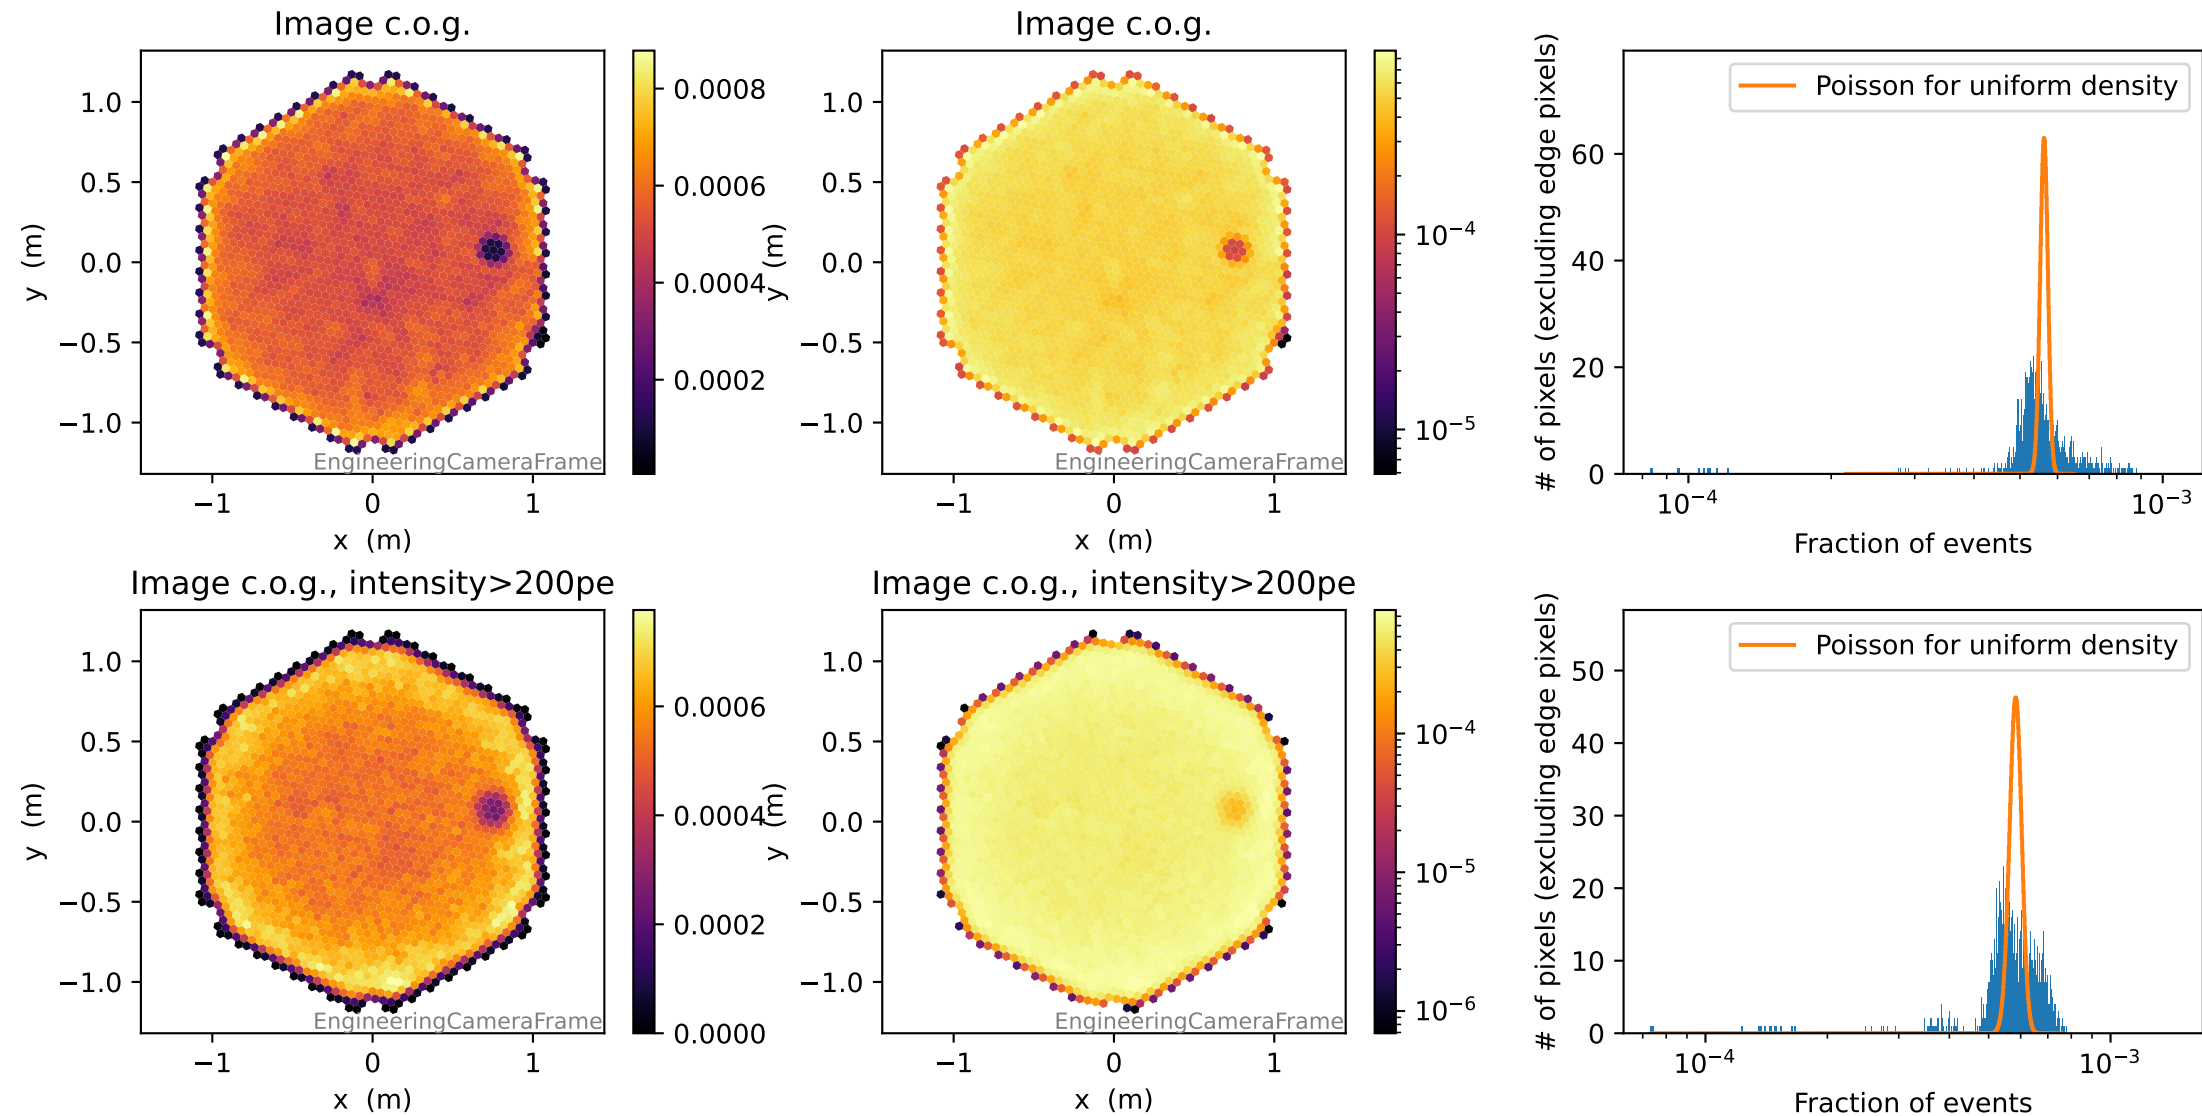 Image c.o.g.
1.0
0.5
0.0
−0.5
−1.0
y (m)
−1 0 1
x (m)
EngineeringCameraFrame
0.0008
0.0006
0.0004
0.0002
Image c.o.g.
1.0
0.5
0.0
−0.5
−1.0
y (m)
−1 0 1
x (m)
EngineeringCameraFrame
10⁻⁴
10⁻⁵
# of pixels (excluding edge pixels)
60
40
20
0
Poisson for uniform density
10⁻⁴ 10⁻³
Fraction of events
Image c.o.g., intensity>200pe
1.0
0.5
0.0
−0.5
−1.0
y (m)
−1 0 1
x (m)
EngineeringCameraFrame
0.0006
0.0004
0.0002
0.0000
Image c.o.g., intensity>200pe
1.0
0.5
0.0
−0.5
−1.0
y (m)
−1 0 1
x (m)
EngineeringCameraFrame
10⁻⁴
10⁻⁵
10⁻⁶
# of pixels (excluding edge pixels)
50
40
30
20
10
0
Poisson for uniform density
10⁻⁴ 10⁻³
Fraction of events